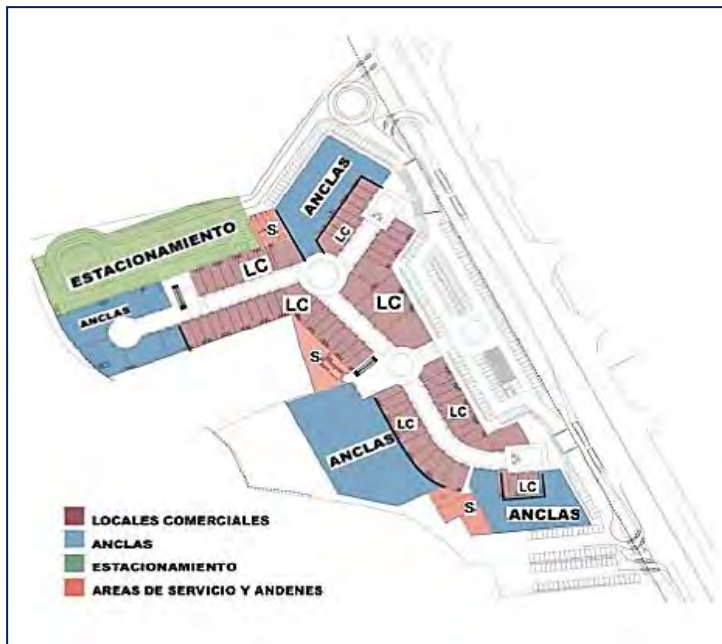 ANCLAS
ESTACIONAMIENTO
S
LC
LC
LC
LC
ANCLAS
S
LC
LC
ANCLAS
LC
S
ANCLAS
LOCALES COMERCIALES
ANCLAS
ESTACIONAMIENTO
AREAS DE SERVICIO Y ANDENES